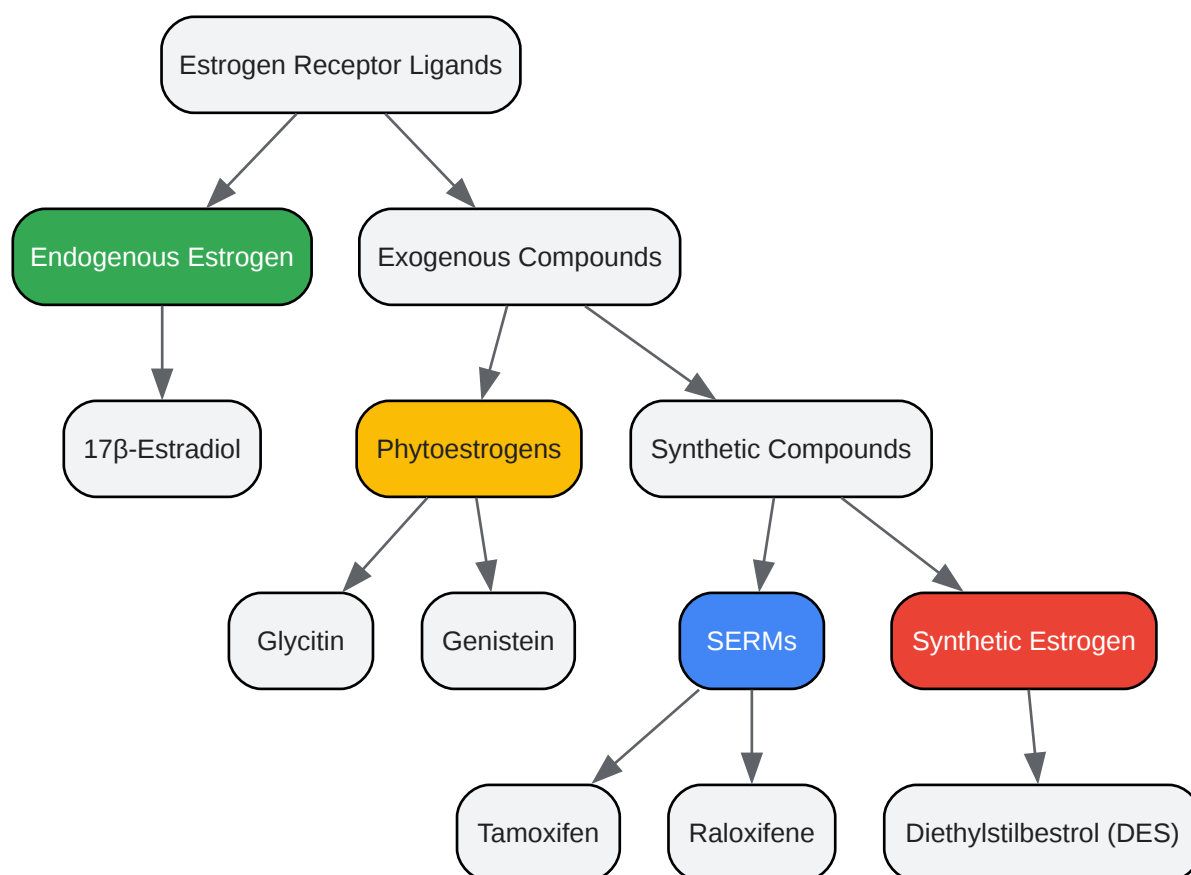 Estrogen Receptor Ligands
Endogenous Estrogen
Exogenous Compounds
17β-Estradiol
Phytoestrogens
Synthetic Compounds
Glycitin
Genistein
SERMs
Synthetic Estrogen
Tamoxifen
Raloxifene
Diethylstilbestrol (DES)